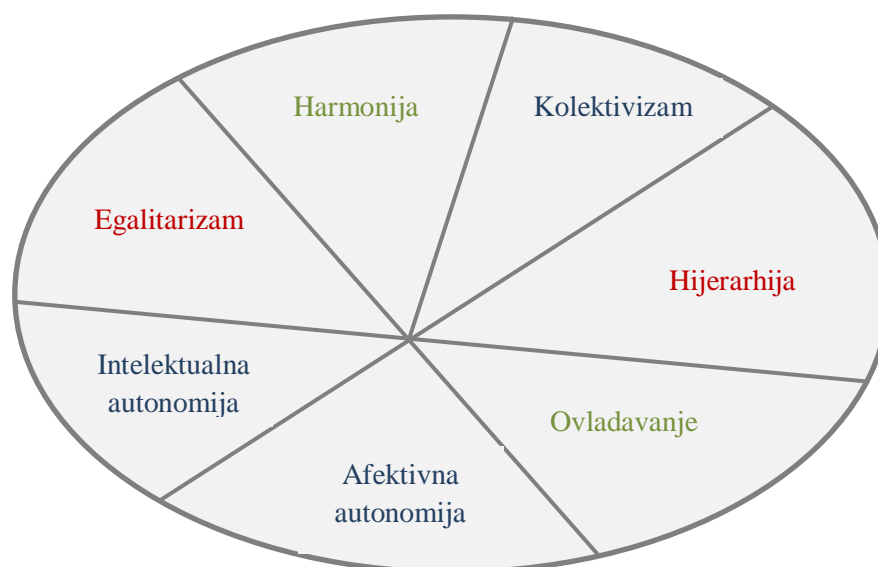 Harmonija
Kolektivizam
Egalitarizam
Hijerarhija
Intelektualna
autonomija
Ovladavanje
Afektivna
autonomija